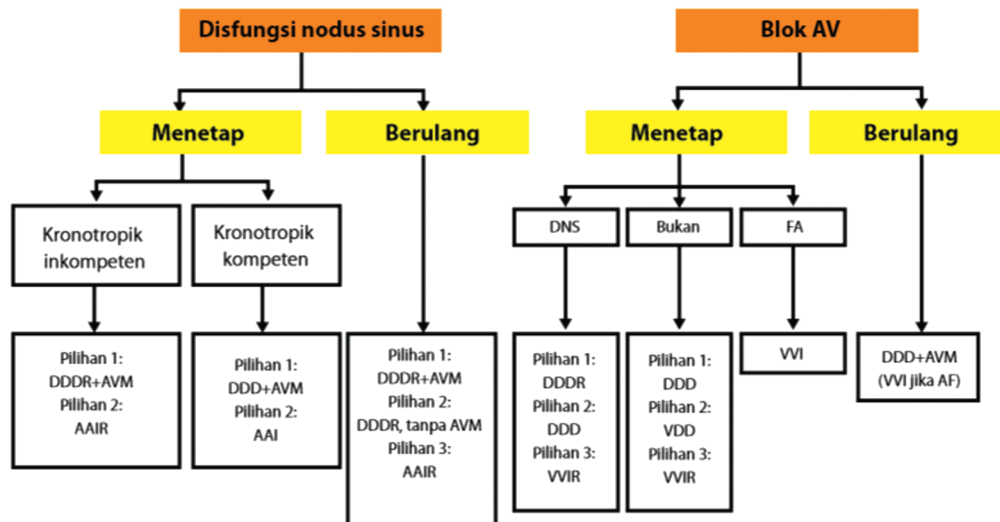 Disfungsi nodus sinus
Blok AV
Menetap
Berulang
Menetap
Berulang
Kronotropik
inkompeten
Kronotropik
kompeten
DNS
Bukan
FA
Pilihan 1:
DDDR+AVM
Pilihan 2:
AAIR
Pilihan 1:
DDD+AVM
Pilihan 2:
AAI
Pilihan 1:
DDDR+AVM
Pilihan 2:
DDDR, tanpa AVM
Pilihan 3:
AAIR
Pilihan 1:
DDDR
Pilihan 2:
DDD
Pilihan 3:
VVIR
Pilihan 1:
DDD
Pilihan 2:
VDD
Pilihan 3:
VVIR
VVI
DDD+AVM
(VVI jika AF)